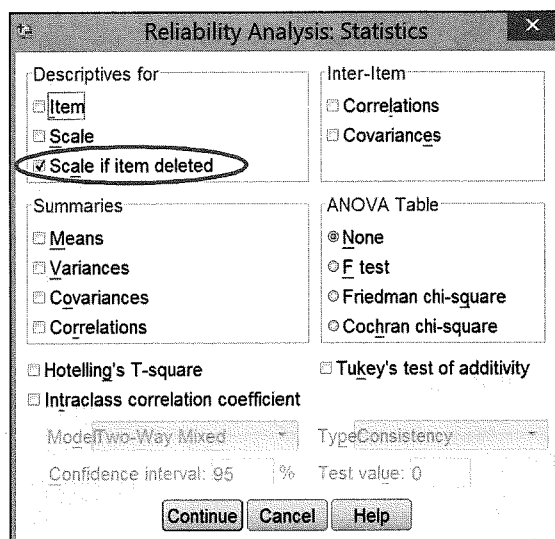 Reliability Analysis: Statistics
Descriptives for
Item
Scale
Scale if item deleted
Inter-Item
Correlations
Covariances
Summaries
Means
Variances
Covariances
Correlations
ANOVA Table
None
F test
Friedman chi-square
Cochran chi-square
Hotelling's T-square
Tukey's test of additivity
Intraclass correlation coefficient
Model Two-Way Mixed
Type Consistency
Confidence interval: 95 %
Test value: 0
Continue Cancel Help